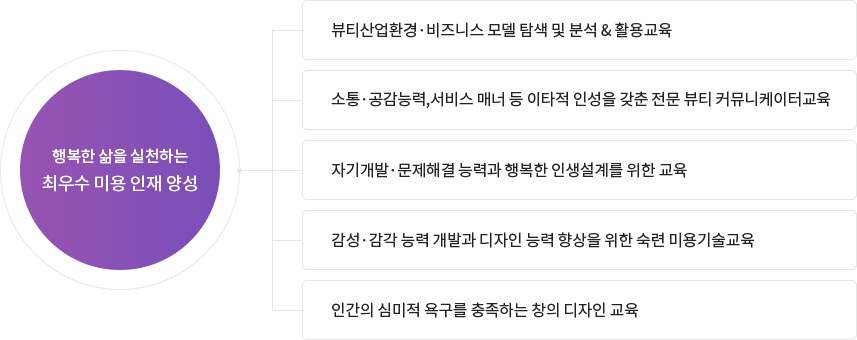 행복한 삶을 실천하는
최우수 미용 인재 양성
뷰티산업환경·비즈니스 모델 탐색 및 분석 & 활용교육
소통·공감능력,서비스 매너 등 이타적 인성을 갖춘 전문 뷰티 커뮤니케이터교육
자기개발·문제해결 능력과 행복한 인생설계를 위한 교육
감성·감각 능력 개발과 디자인 능력 향상을 위한 숙련 미용기술교육
인간의 심미적 욕구를 충족하는 창의 디자인 교육